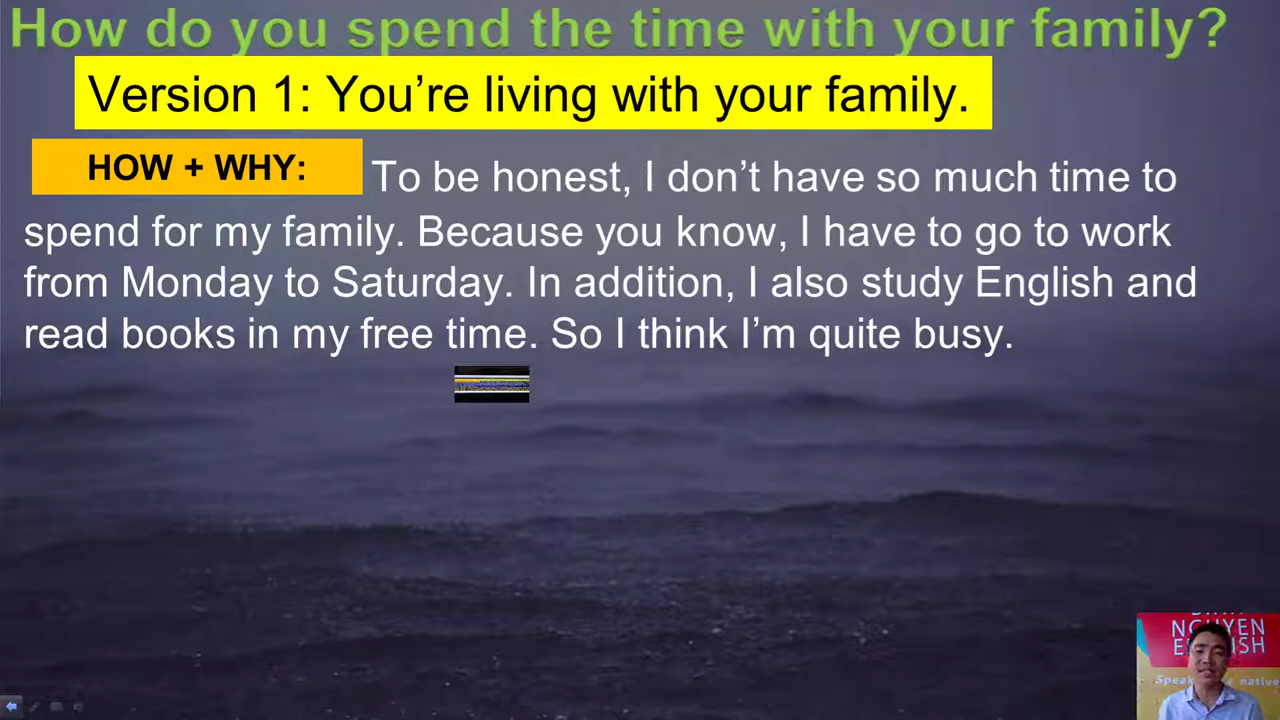 How do you spend the time with your family?
Version 1: You’re living with your family.
HOW + WHY: To be honest, I don’t have so much time to
spend for my family. Because you know, I have to go to work
from Monday to Saturday. In addition, I also study English and
read books in my free time. So I think I’m quite busy.